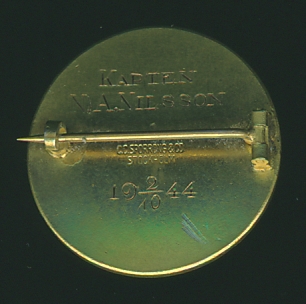 KAPTEN
N.A. NILSSON
C.C. SPORRONG & CO
STOCKHOLM
19 2/10 44